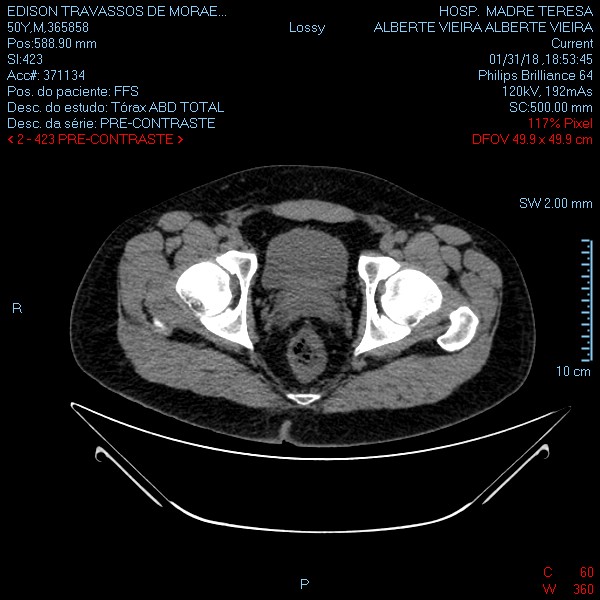 EDISON TRAVASSOS DE MORAE...
50Y,M,365858
Pos:588.90 mm
SI:423
Acc#: 371134
Pos. do paciente: FFS
Desc. do estudo: Tórax ABD TOTAL
Desc. da série: PRE-CONTRASTE
< 2 - 423 PRE-CONTRASTE >
Lossy
HOSP. MADRE TERESA
ALBERTE VIEIRA ALBERTE VIEIRA
Current
01/31/18 ,18:53:45
Philips Brilliance 64
120kV, 192mAs
SC:500.00 mm
117% Pixel
DFOV 49.9 x 49.9 cm
SW 2.00 mm
R
10 cm
P
C 60
W 360